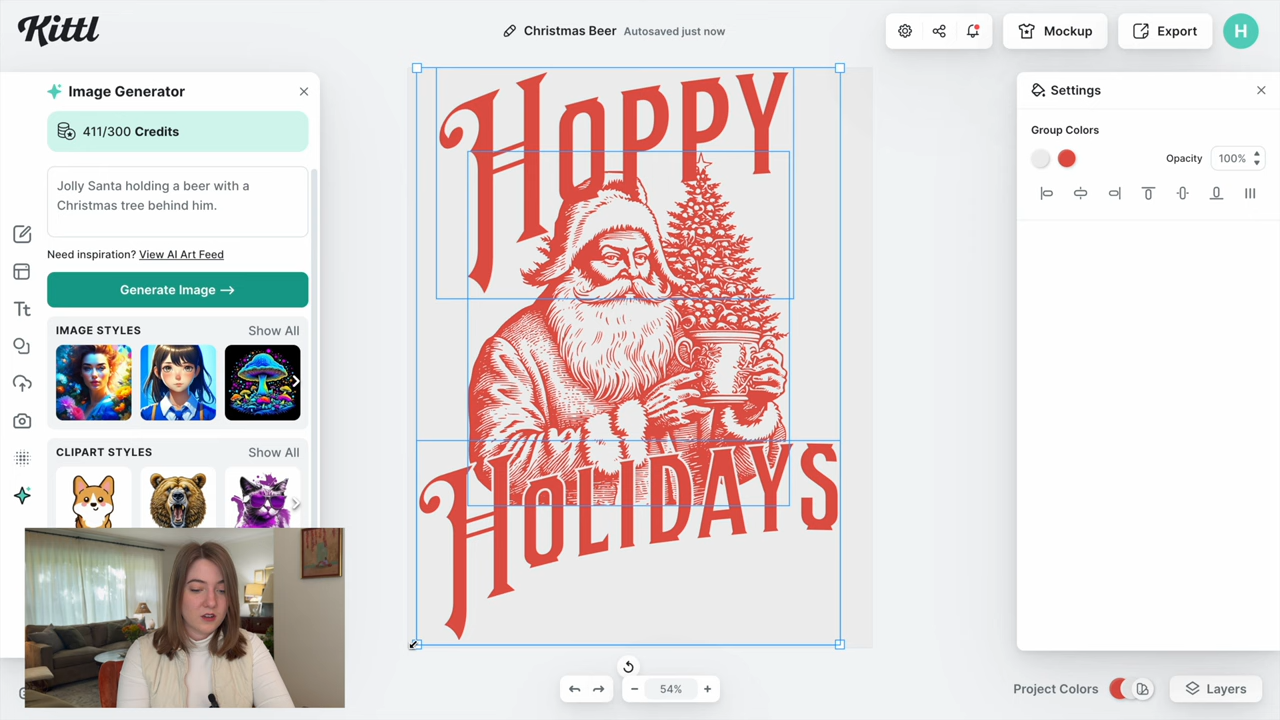 Kittl
Christmas Beer Autosaved just now
Mockup
Export
H
Image Generator
411/300 Credits
Jolly Santa holding a beer with a
Christmas tree behind him.
Need inspiration? View AI Art Feed
Generate Image →
IMAGE STYLES Show All
CLIPART STYLES Show All
HOPPY
HOLIDAYS
Settings
Group Colors
Opacity 100%
54%
Project Colors
Layers